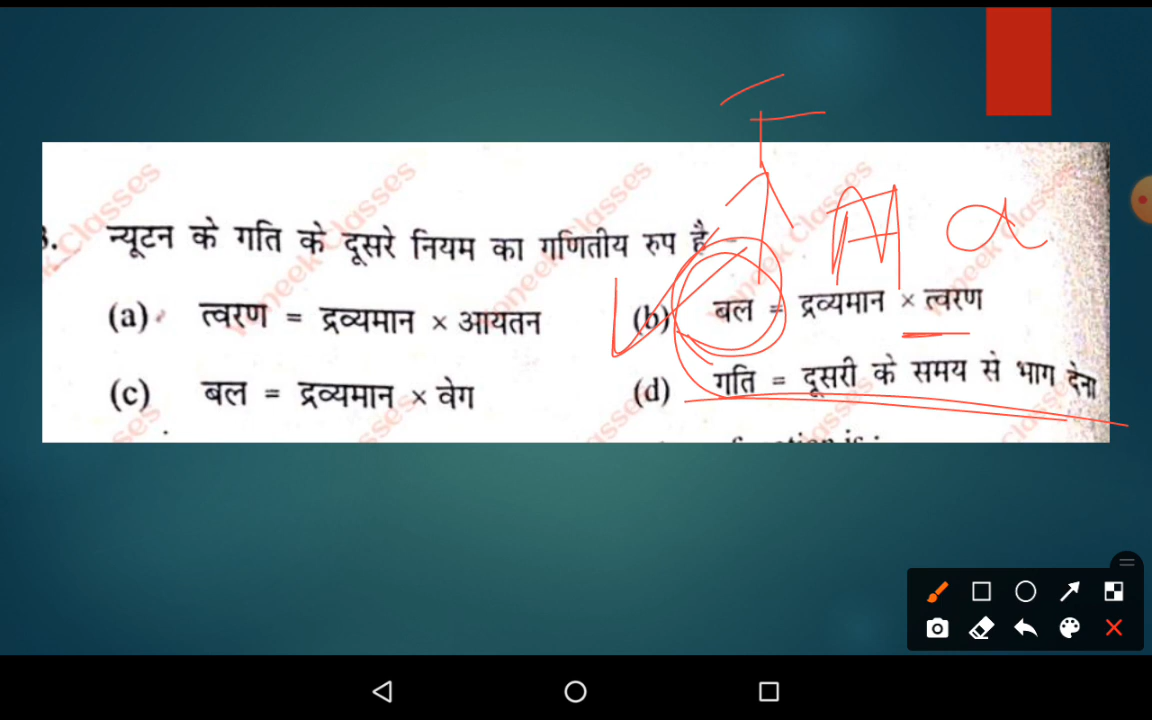 F
M a
3. न्यूटन के गति के दूसरे नियम का गणितीय रुप है –
(a) त्वरण = द्रव्यमान × आयतन (b) बल = द्रव्यमान × त्वरण
(c) बल = द्रव्यमान × वेग (d) गति = दूसरी के समय से भाग देना